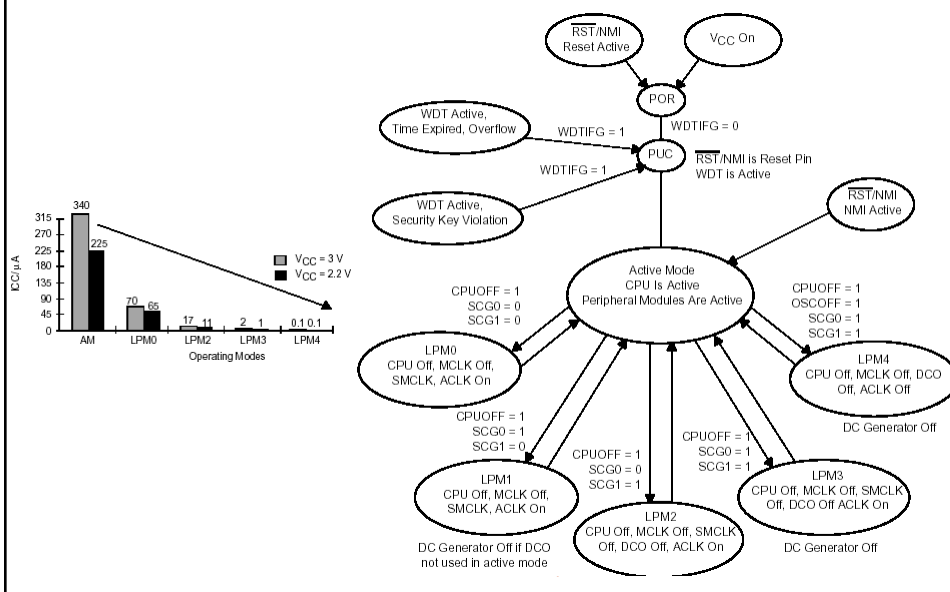 RST/NMI
Reset Active
VCC On
POR
WDTIFG = 0
WDT Active,
Time Expired, Overflow
WDTIFG = 1
PUC
RST/NMI is Reset Pin
WDT is Active
WDTIFG = 1
WDT Active,
Security Key Violation
RST/NMI
NMI Active
Active Mode
CPU Is Active
Peripheral Modules Are Active
CPUOFF = 1
SCG0 = 0
SCG1 = 0
CPUOFF = 1
OSCOFF = 1
SCG0 = 1
SCG1 = 1
LPM0
CPU Off, MCLK Off,
SMCLK, ACLK On
LPM4
CPU Off, MCLK Off, DCO
Off, ACLK Off
DC Generator Off
CPUOFF = 1
SCG0 = 1
SCG1 = 0
CPUOFF = 1
SCG0 = 0
SCG1 = 1
CPUOFF = 1
SCG0 = 1
SCG1 = 1
LPM1
CPU Off, MCLK Off,
SMCLK, ACLK On
DC Generator Off if DCO
not used in active mode
LPM2
CPU Off, MCLK Off, SMCLK
Off, DCO Off, ACLK On
LPM3
CPU Off, MCLK Off, SMCLK
Off, DCO Off ACLK On
DC Generator Off
ICC/µA
315
270
225
180
135
90
45
0
340
225
70
65
17
11
2
1
0.1
0.1
VCC = 3 V
VCC = 2.2 V
AM
LPM0
LPM2
LPM3
LPM4
Operating Modes